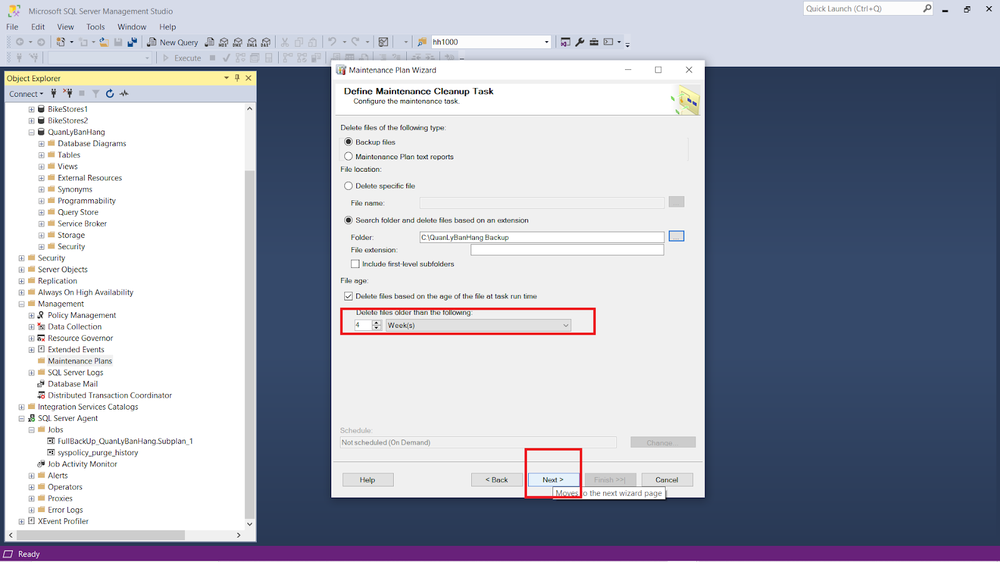 Microsoft SQL Server Management Studio
Quick Launch (Ctrl+Q)
File Edit View Tools Window Help
New Query MDX DMX XMLA DAX hh1000
Execute
Object Explorer
Connect
BikeStores1
BikeStores2
QuanLyBanHang
Database Diagrams
Tables
Views
External Resources
Synonyms
Programmability
Query Store
Service Broker
Storage
Security
Security
Server Objects
Replication
Always On High Availability
Management
Policy Management
Data Collection
Resource Governor
Extended Events
Maintenance Plans
SQL Server Logs
Database Mail
Distributed Transaction Coordinator
Integration Services Catalogs
SQL Server Agent
Jobs
FullBackUp_QuanLyBanHang.Subplan_1
syspolicy_purge_history
Job Activity Monitor
Alerts
Operators
Proxies
Error Logs
XEvent Profiler
Maintenance Plan Wizard
Define Maintenance Cleanup Task
Configure the maintenance task.
Delete files of the following type:
Backup files
Maintenance Plan text reports
File location:
Delete specific file
File name:
...
Search folder and delete files based on an extension
Folder: C:\QuanLyBanHang Backup ...
File extension:
Include first-level subfolders
File age:
Delete files based on the age of the file at task run time
Delete files older than the following:
4 Week(s)
Schedule:
Not scheduled (On Demand) Change...
Help < Back Next > Finish >>| Cancel
Moves to the next wizard page
Ready